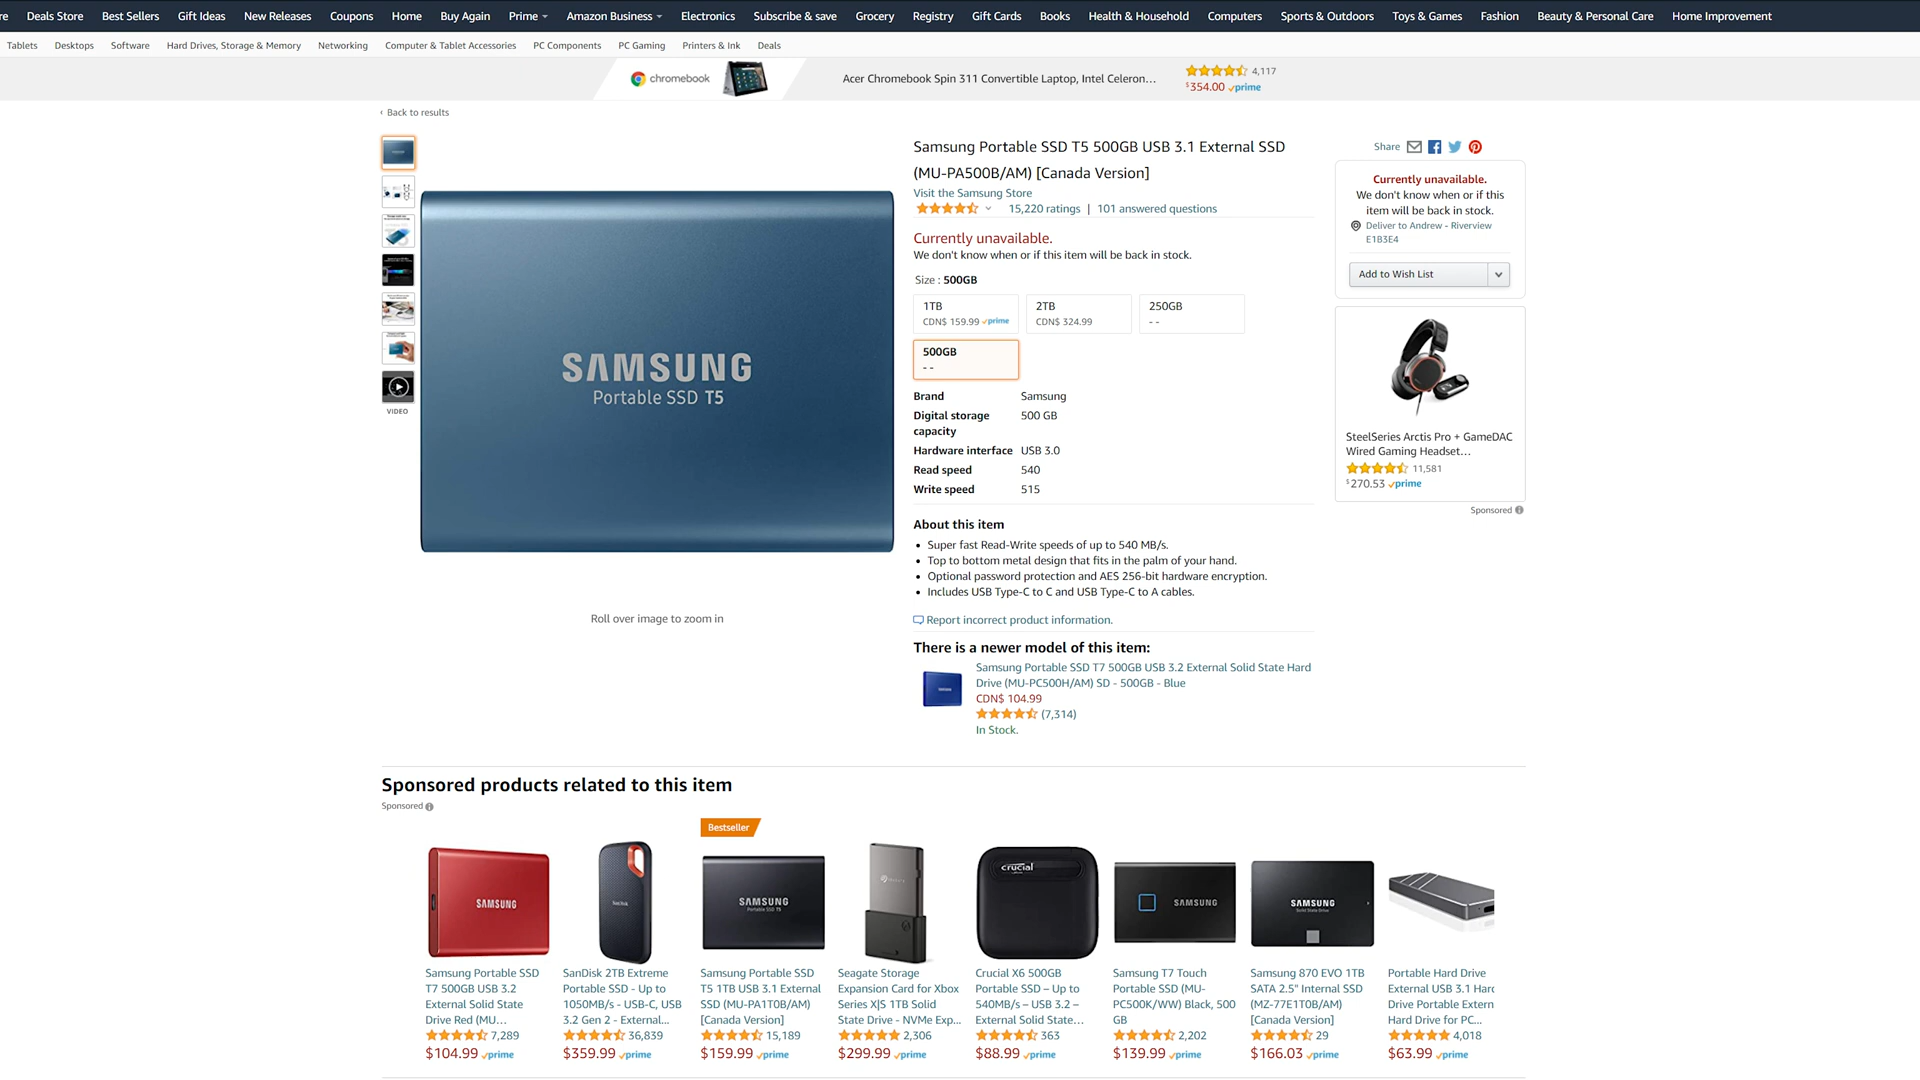 re Deals Store Best Sellers Gift Ideas New Releases Coupons Home Buy Again Prime Amazon Business Electronics Subscribe & save Grocery Registry Gift Cards Books Health & Household Computers Sports & Outdoors Toys & Games Fashion Beauty & Personal Care Home Improvement
Tablets Desktops Software Hard Drives, Storage & Memory Networking Computer & Tablet Accessories PC Components PC Gaming Printers & Ink Deals
chromebook
Acer Chromebook Spin 311 Convertible Laptop, Intel Celeron...
4,117
$354.00 prime
‹ Back to results
VIDEO
SAMSUNG
Portable SSD T5
Roll over image to zoom in
Samsung Portable SSD T5 500GB USB 3.1 External SSD
(MU-PA500B/AM) [Canada Version]
Visit the Samsung Store
15,220 ratings | 101 answered questions
Currently unavailable.
We don't know when or if this item will be back in stock.
Size : 500GB
1TB
CDN$ 159.99 prime
2TB
CDN$ 324.99
250GB
- -
500GB
- -
Brand Samsung
Digital storage 500 GB
capacity
Hardware interface USB 3.0
Read speed 540
Write speed 515
About this item
• Super fast Read-Write speeds of up to 540 MB/s.
• Top to bottom metal design that fits in the palm of your hand.
• Optional password protection and AES 256-bit hardware encryption.
• Includes USB Type-C to C and USB Type-C to A cables.
Report incorrect product information.
There is a newer model of this item:
Samsung Portable SSD T7 500GB USB 3.2 External Solid State Hard
Drive (MU-PC500H/AM) SD - 500GB - Blue
CDN$ 104.99
(7,314)
In Stock.
Share
Currently unavailable.
We don't know when or if this
item will be back in stock.
Deliver to Andrew - Riverview
E1B3E4
Add to Wish List
SteelSeries Arctis Pro + GameDAC
Wired Gaming Headset...
11,581
$270.53 prime
Sponsored
Sponsored products related to this item
Sponsored
SAMSUNG
Samsung Portable SSD
T7 500GB USB 3.2
External Solid State
Drive Red (MU...
7,289
$104.99 prime
SanDisk
SanDisk 2TB Extreme
Portable SSD - Up to
1050MB/s - USB-C, USB
3.2 Gen 2 - External...
36,839
$359.99 prime
Bestseller
SAMSUNG
Portable SSD T5
Samsung Portable SSD
T5 1TB USB 3.1 External
SSD (MU-PA1T0B/AM)
[Canada Version]
15,189
$159.99 prime
Seagate Storage
Expansion Card for Xbox
Series X|S 1TB Solid
State Drive - NVMe Exp...
2,306
$299.99 prime
crucial
Crucial X6 500GB
Portable SSD – Up to
540MB/s – USB 3.2 –
External Solid State...
363
$88.99 prime
SAMSUNG
Samsung T7 Touch
Portable SSD (MU-
PC500K/WW) Black, 500
GB
2,202
$139.99 prime
SAMSUNG
Solid State Drive
Samsung 870 EVO 1TB
SATA 2.5" Internal SSD
(MZ-77E1T0B/AM)
[Canada Version]
29
$166.03 prime
Portable Hard Drive
External USB 3.1 Hard
Drive Portable Extern
Hard Drive for PC...
4,018
$63.99 prime